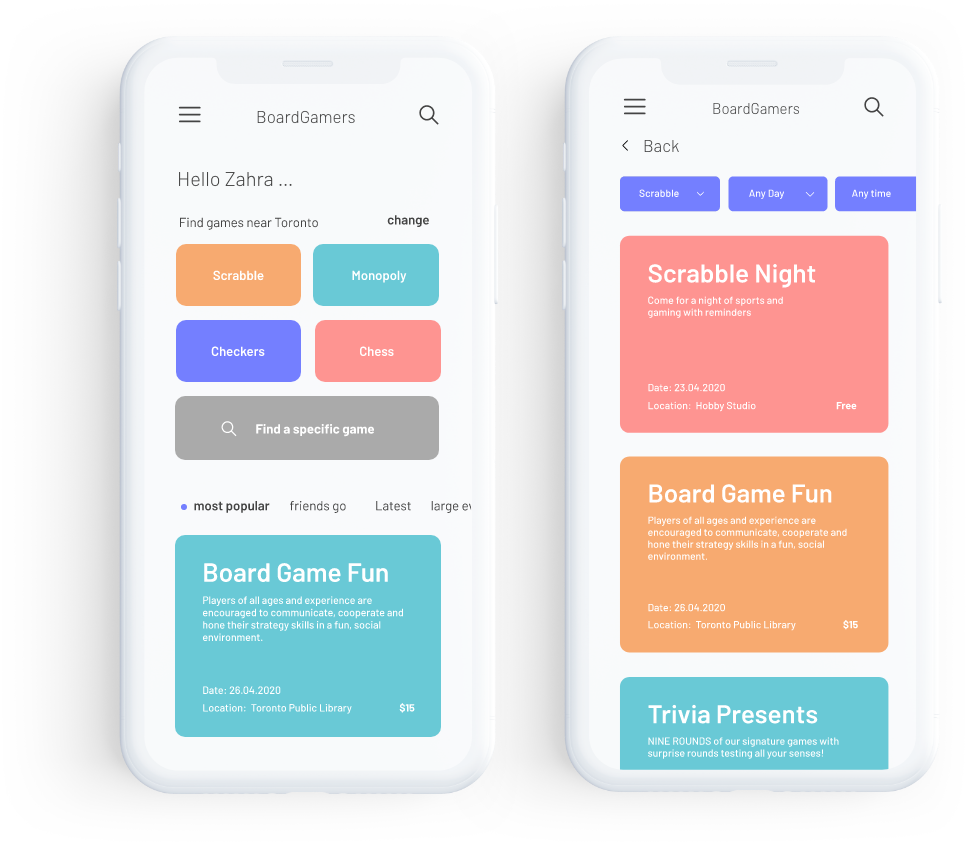 BoardGamers
Hello Zahra ...
Find games near Toronto
change
Scrabble
Monopoly
Checkers
Chess
Find a specific game
most popular
friends go
Latest
large ev
Board Game Fun
Players of all ages and experience are
encouraged to communicate, cooperate and
hone their strategy skills in a fun, social
environment.
Date: 26.04.2020
Location: Toronto Public Library
$15
BoardGamers
Back
Scrabble
Any Day
Any time
Scrabble Night
Come for a night of sports and
gaming with reminders
Date: 23.04.2020
Location: Hobby Studio
Free
Board Game Fun
Players of all ages and experience are
encouraged to communicate, cooperate and
hone their strategy skills in a fun, social
environment.
Date: 26.04.2020
Location: Toronto Public Library
$15
Trivia Presents
NINE ROUNDS of our signature games with
surprise rounds testing all your senses!